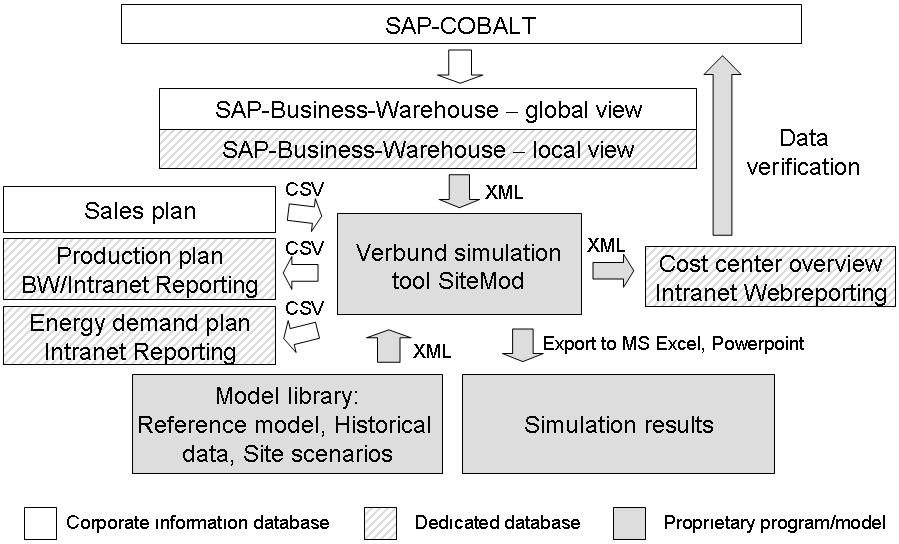 SAP-COBALT
SAP-Business-Warehouse – global view
SAP-Business-Warehouse – local view
Data
verification
CSV
XML
Sales plan
Production plan
BW/Intranet Reporting
CSV
Verbund simulation
tool SiteMod
XML
Cost center overview
Intranet Webreporting
Energy demand plan
Intranet Reporting
CSV
XML
Export to MS Excel, Powerpoint
Model library:
Reference model, Historical
data, Site scenarios
Simulation results
Corporate information database
Dedicated database
Proprietary program/model